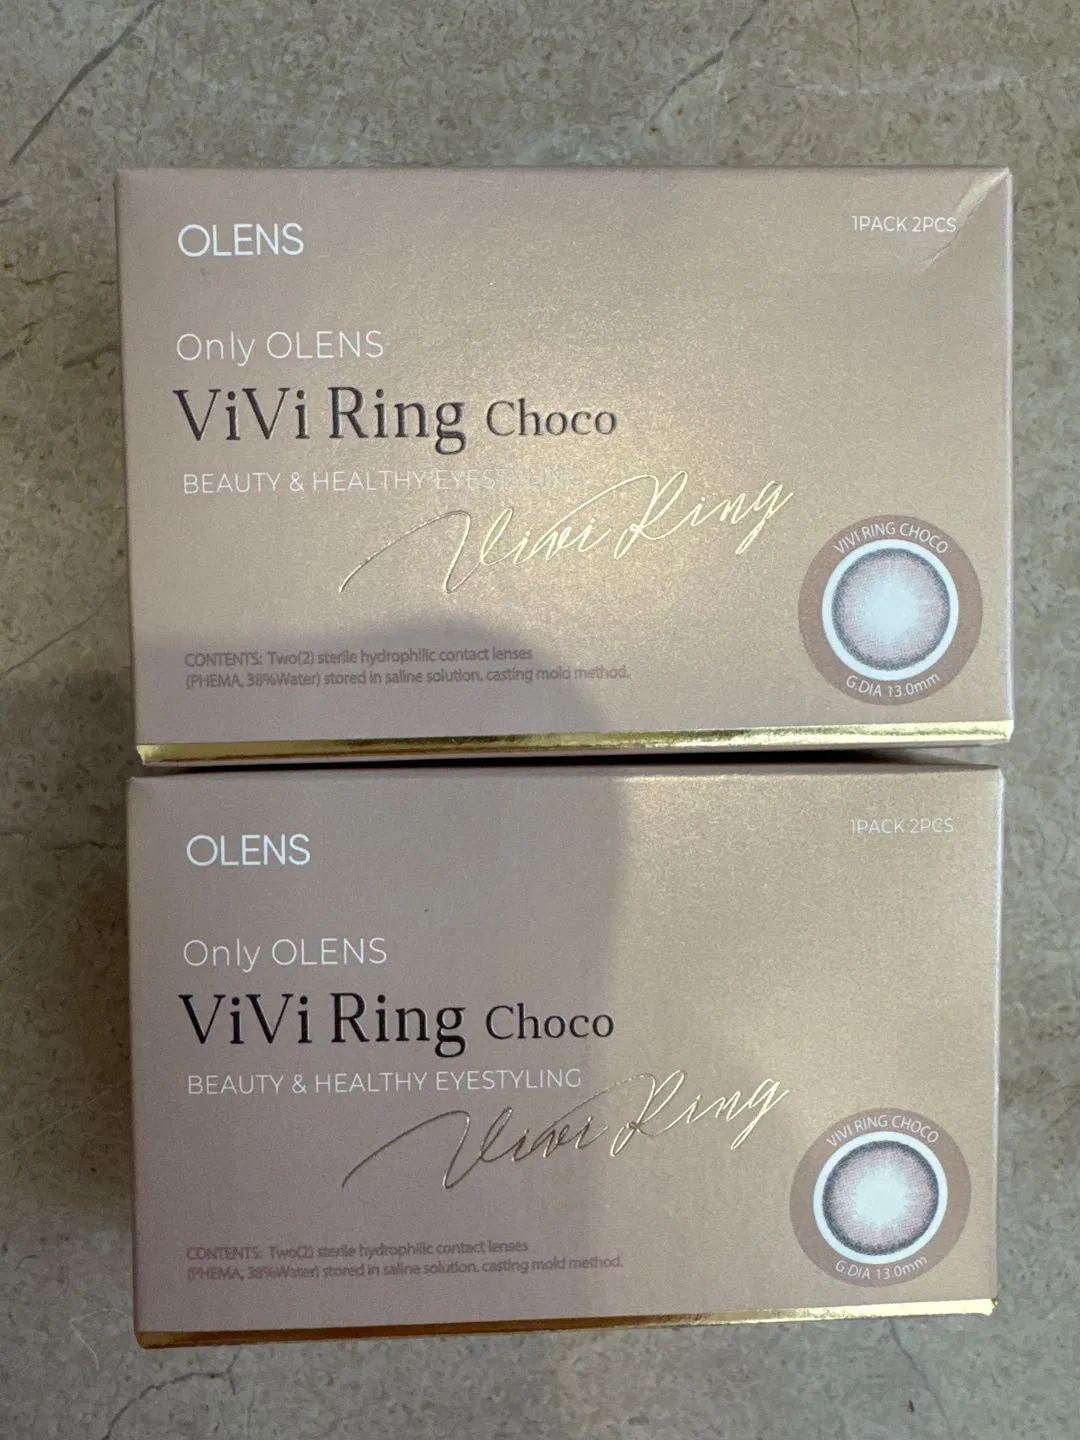 OLENS
1PACK 2PCS
Only OLENS
ViVi Ring Choco
BEAUTY & HEALTHY EYESTYLING
Vivi Ring
VIVI RING CHOCO
G.DIA 13.0mm
CONTENTS: Two(2) sterile hydrophilic contact lenses
(PHEMA, 38%Water) stored in saline solution, casting mold method.
OLENS
1PACK 2PCS
Only OLENS
ViVi Ring Choco
BEAUTY & HEALTHY EYESTYLING
Vivi Ring
VIVI RING CHOCO
G.DIA 13.0mm
CONTENTS: Two(2) sterile hydrophilic contact lenses
(PHEMA, 38%Water) stored in saline solution, casting mold method.